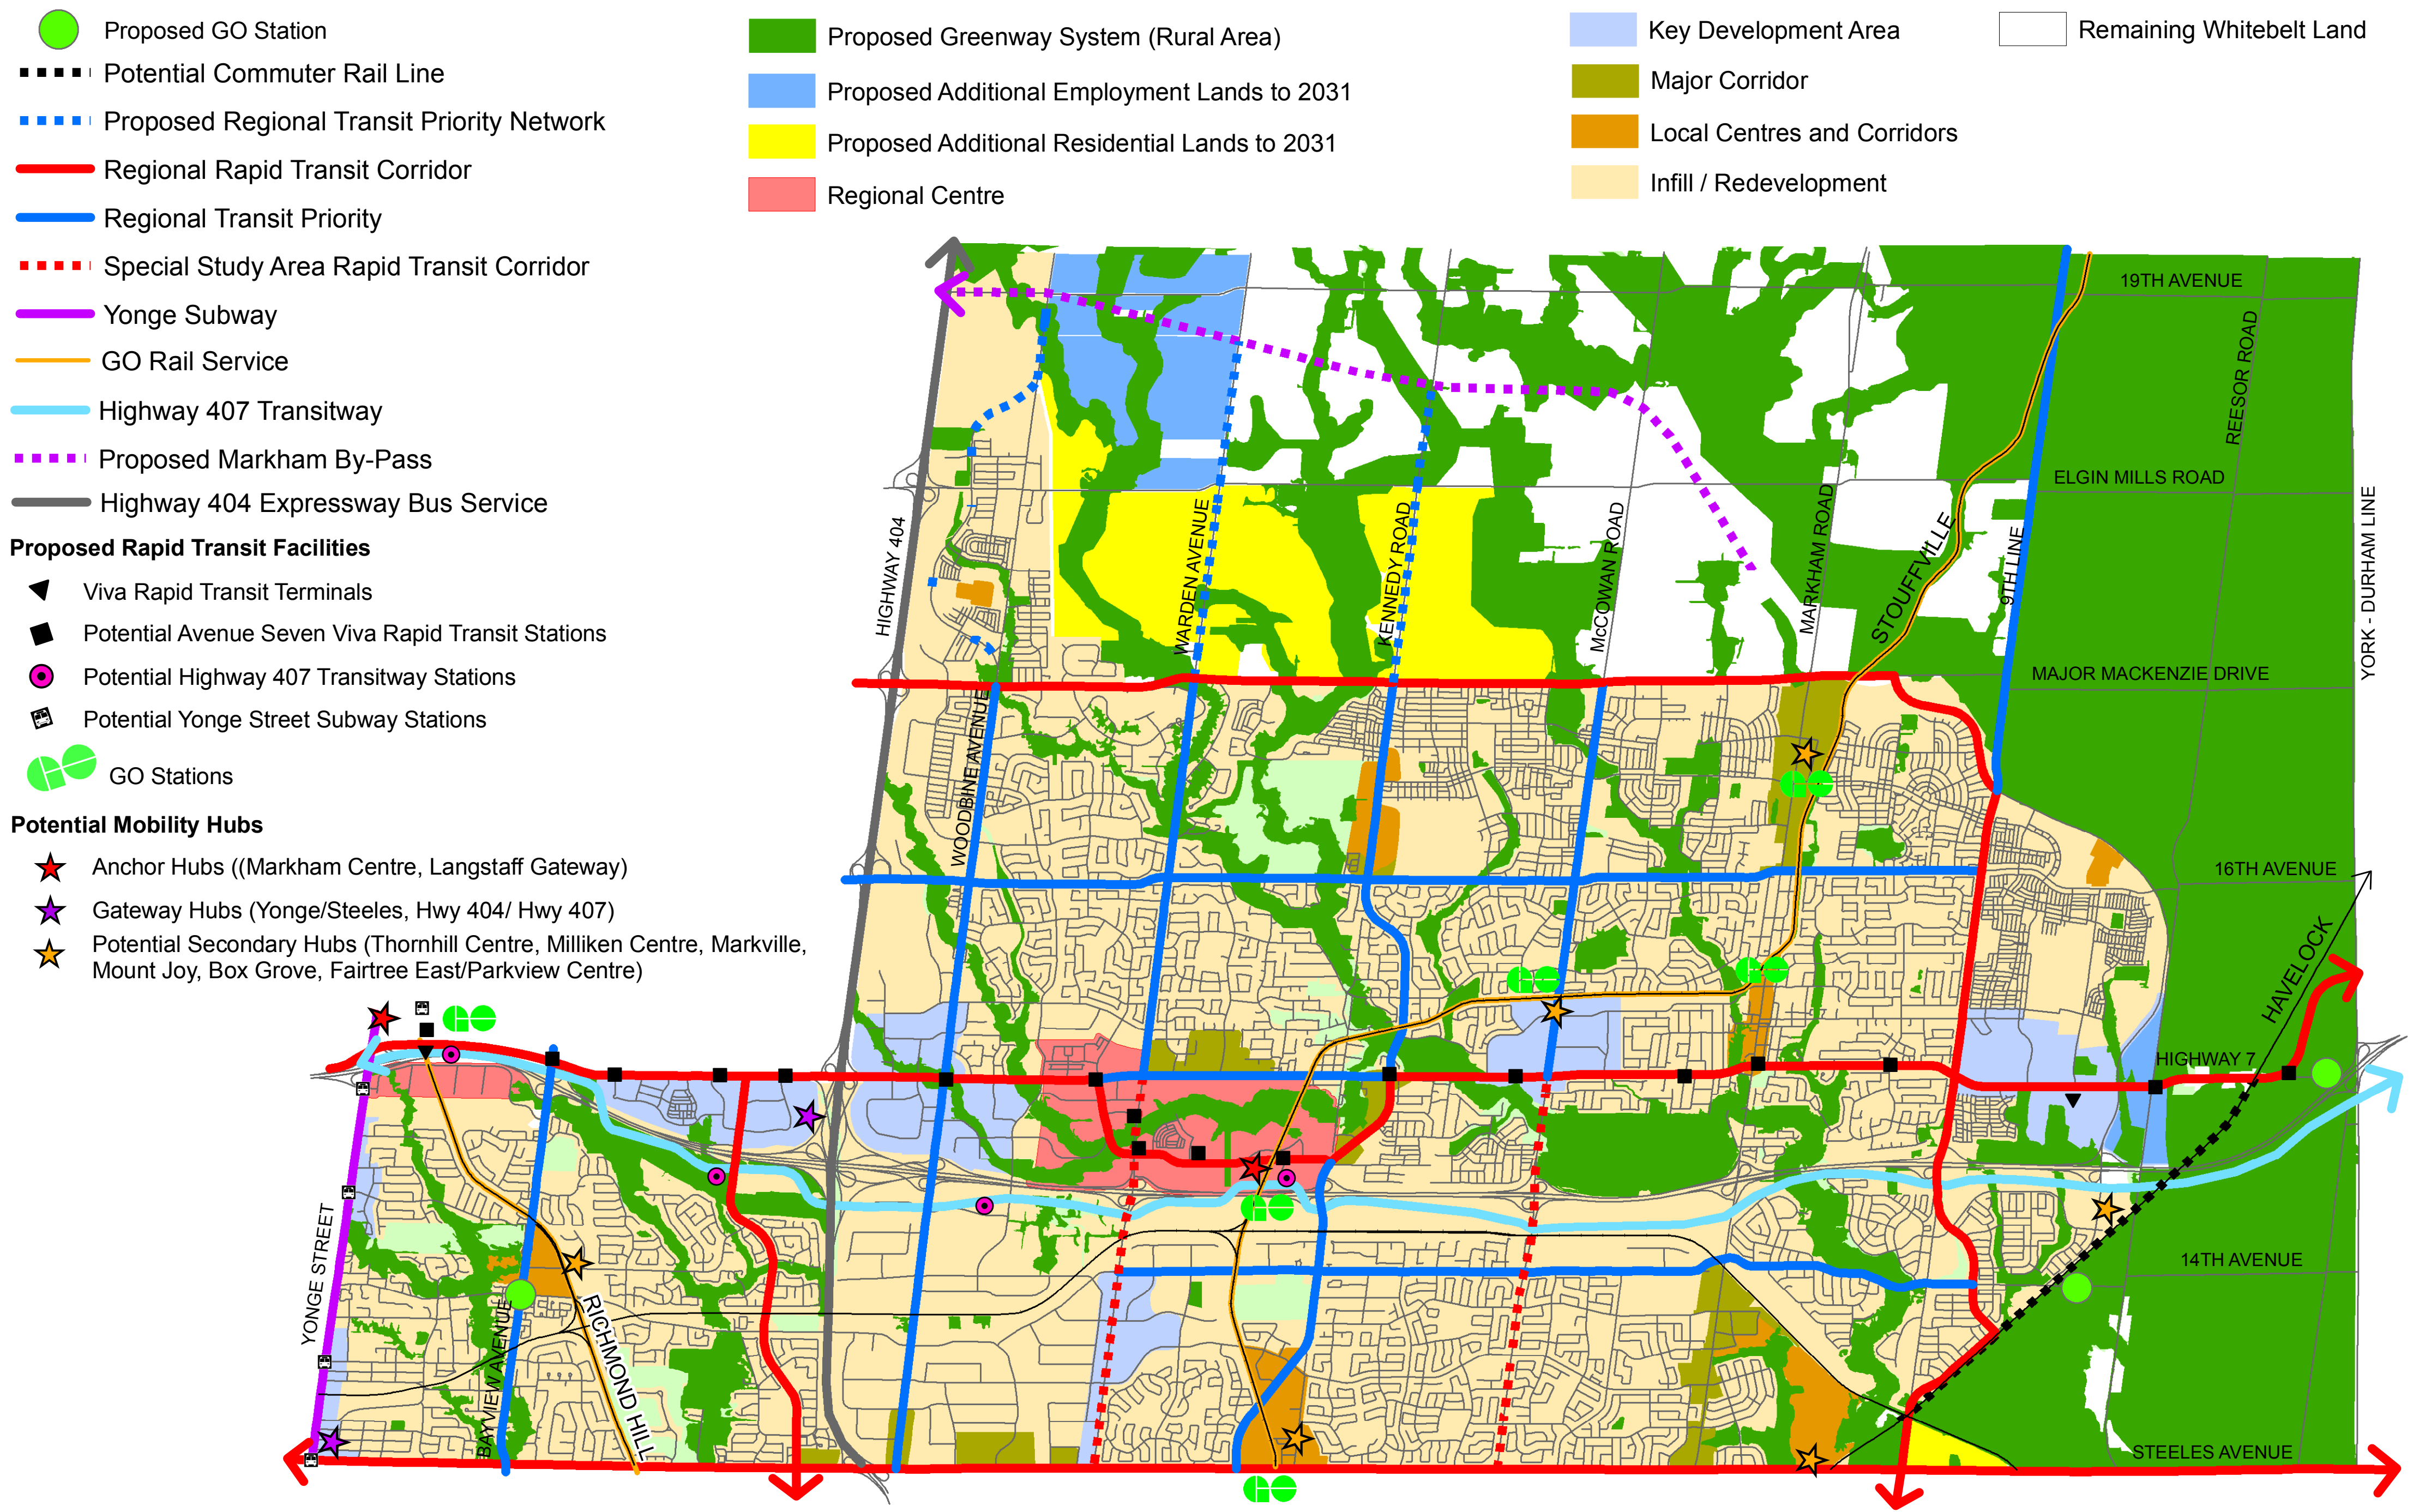 Proposed GO Station
Potential Commuter Rail Line
Proposed Regional Transit Priority Network
Regional Rapid Transit Corridor
Regional Transit Priority
Special Study Area Rapid Transit Corridor
Yonge Subway
GO Rail Service
Highway 407 Transitway
Proposed Markham By-Pass
Highway 404 Expressway Bus Service
Proposed Rapid Transit Facilities
Viva Rapid Transit Terminals
Potential Avenue Seven Viva Rapid Transit Stations
Potential Highway 407 Transitway Stations
Potential Yonge Street Subway Stations
GO Stations
Potential Mobility Hubs
Anchor Hubs ((Markham Centre, Langstaff Gateway)
Gateway Hubs (Yonge/Steeles, Hwy 404/ Hwy 407)
Potential Secondary Hubs (Thornhill Centre, Milliken Centre, Markville,
Mount Joy, Box Grove, Fairtree East/Parkview Centre)
Proposed Greenway System (Rural Area)
Proposed Additional Employment Lands to 2031
Proposed Additional Residential Lands to 2031
Regional Centre
Key Development Area
Major Corridor
Local Centres and Corridors
Infill / Redevelopment
Remaining Whitebelt Land
19TH AVENUE
REESOR ROAD
ELGIN MILLS ROAD
YORK - DURHAM LINE
HIGHWAY 404
WARDEN AVENUE
KENNEDY ROAD
McCOWAN ROAD
MARKHAM ROAD
STOUFFVILLE
9TH LINE
MAJOR MACKENZIE DRIVE
WOODBINE AVENUE
16TH AVENUE
HAVELOCK
HIGHWAY 7
YONGE STREET
BAYVIEW AVENUE
RICHMOND HILL
14TH AVENUE
STEELES AVENUE